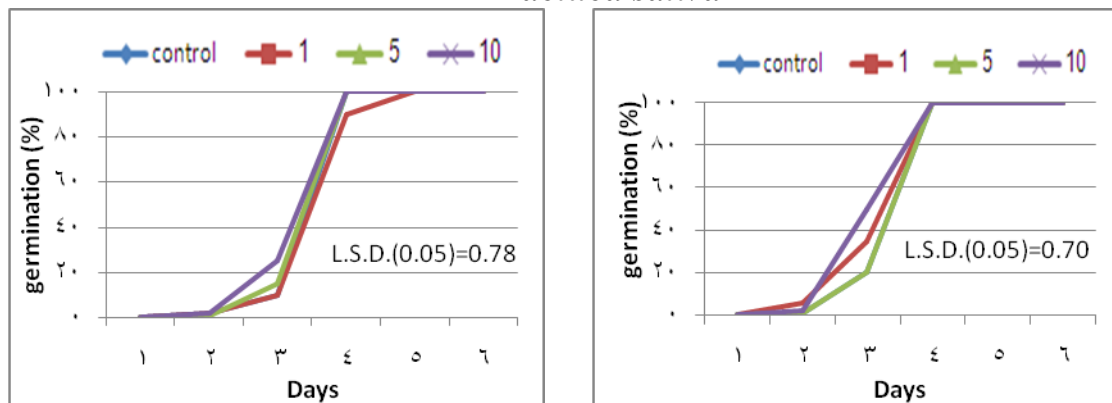 control 1 5 10
germination (%)
١٠٠
٨٠
٦٠
٤٠
٢٠
٠
L.S.D.(0.05)=0.78
١ ٢ ٣ ٤ ٥ ٦
Days
control 1 5 10
germination (%)
١٠٠
٨٠
٦٠
٤٠
٢٠
٠
L.S.D.(0.05)=0.70
١ ٢ ٣ ٤ ٥ ٦
Days